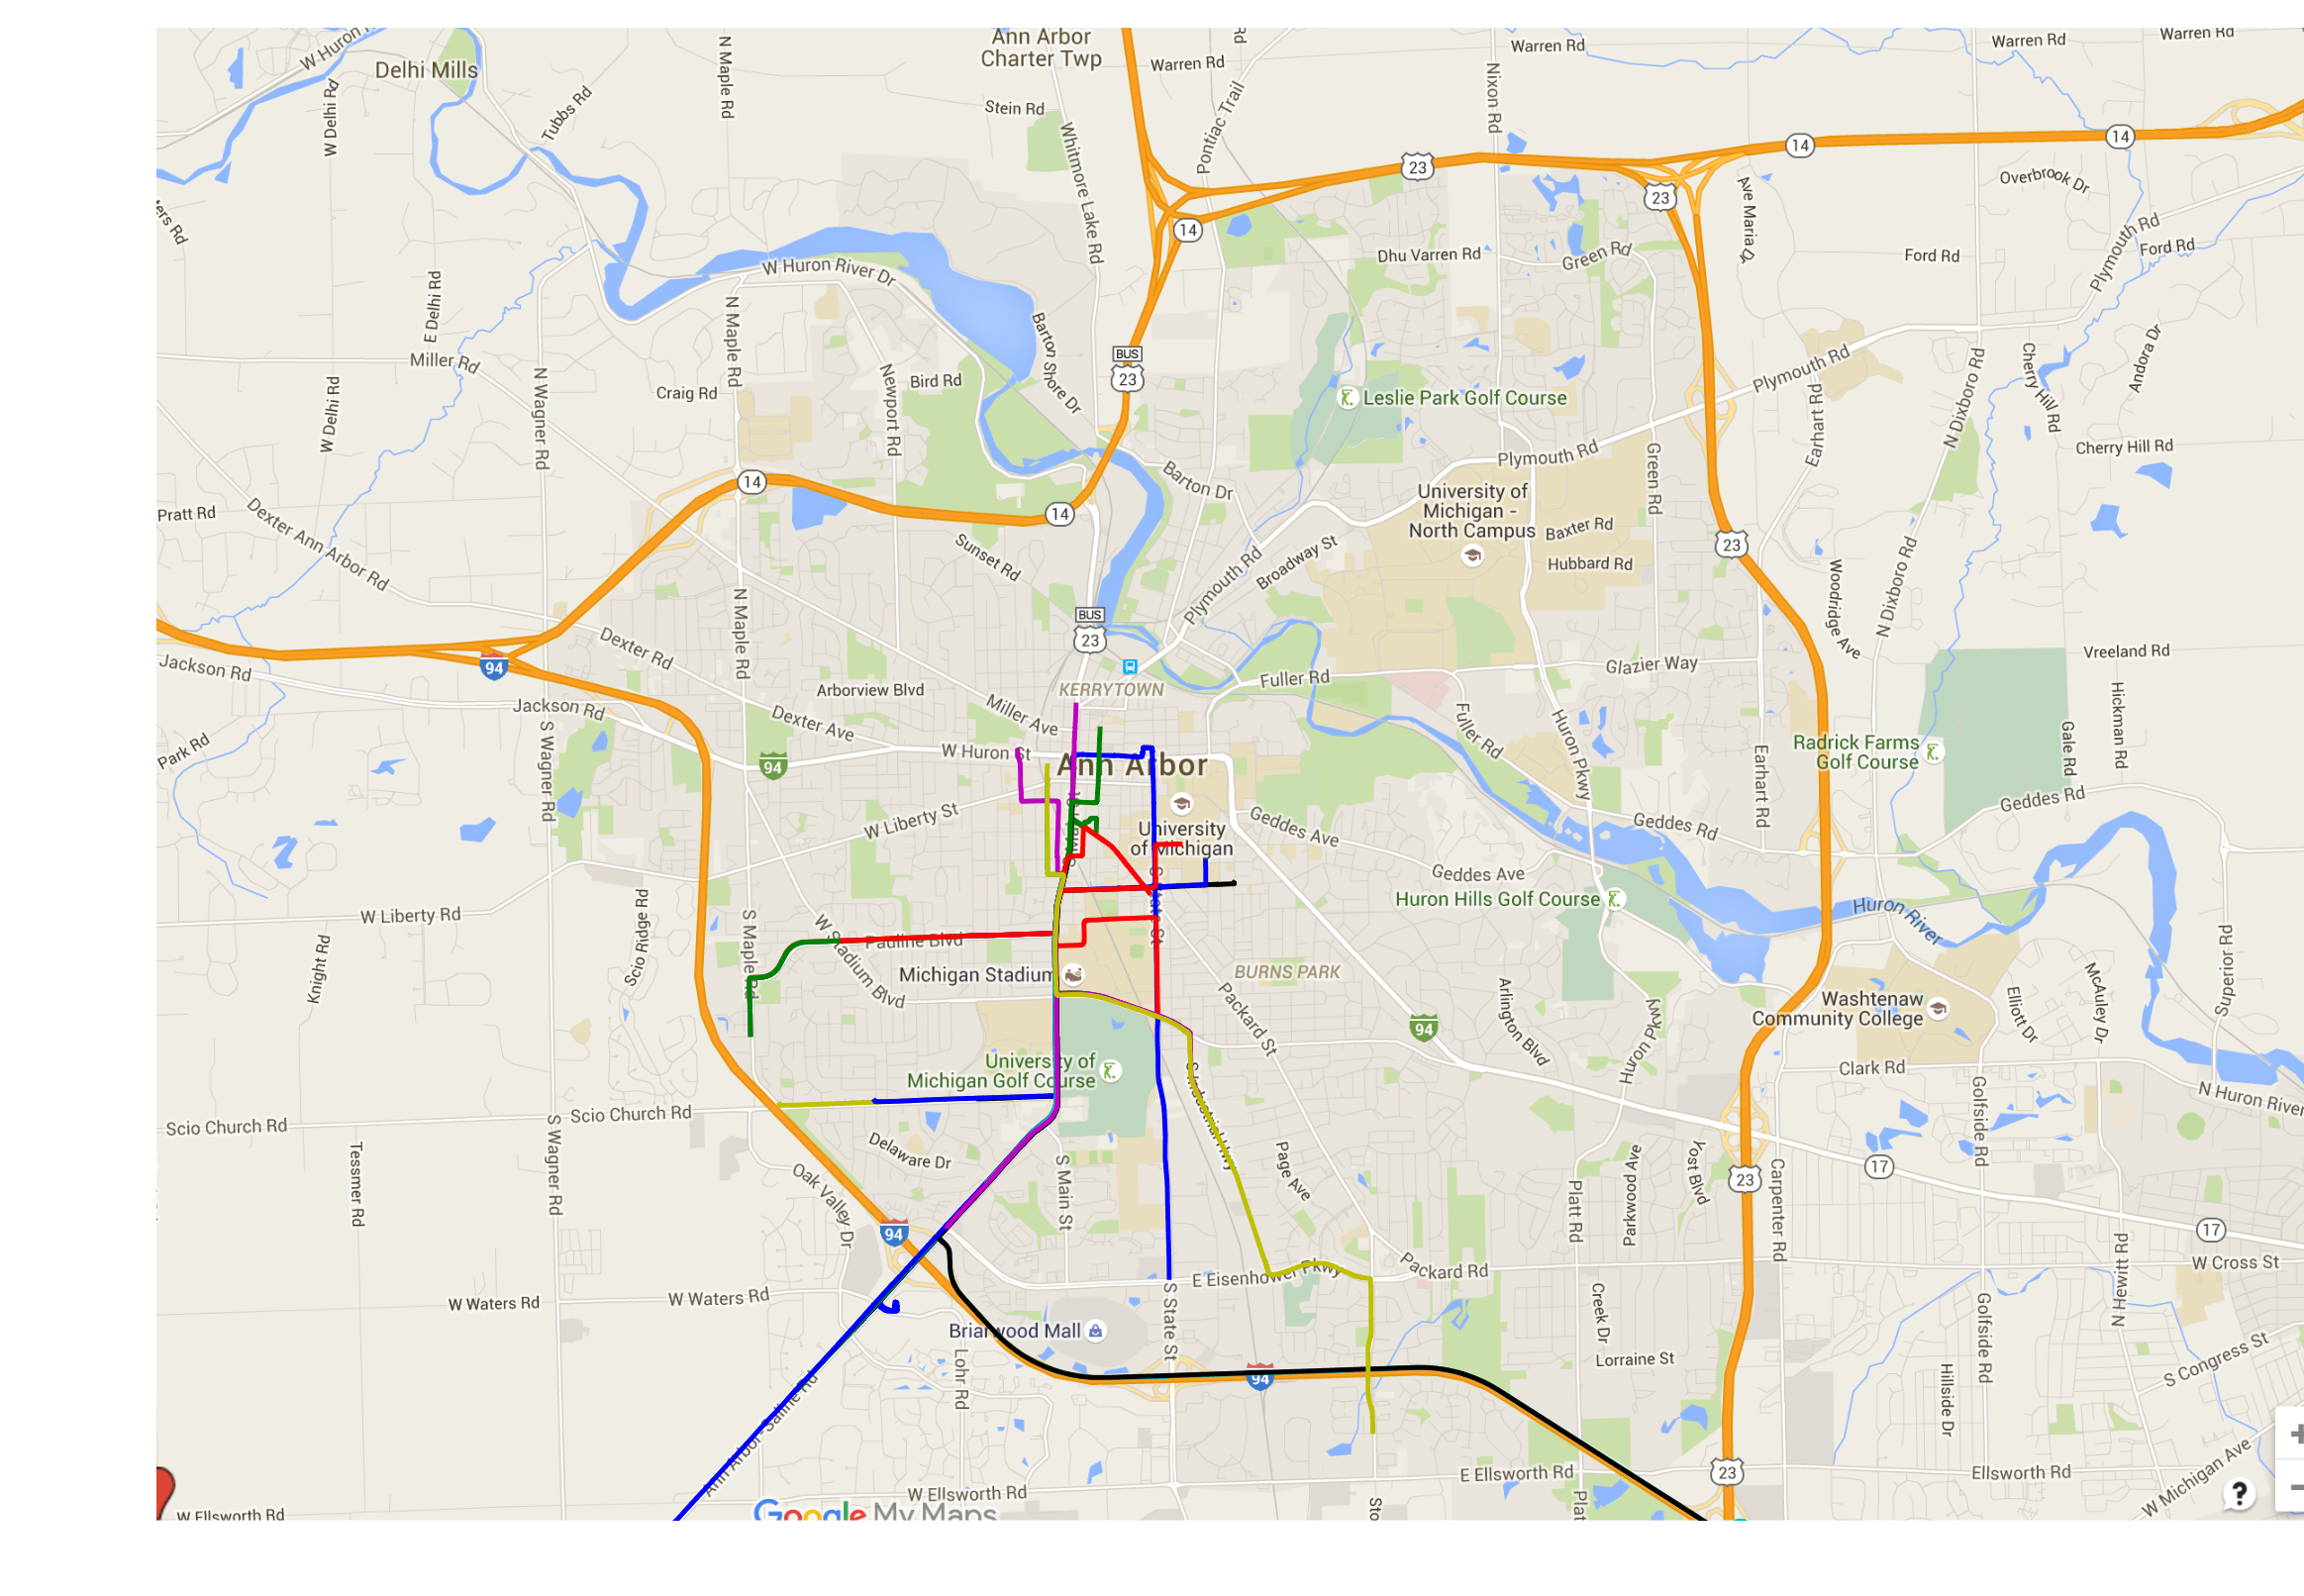 W Huron R
Delhi Mills
W Delhi Rd
Tubbs Rd
N Maple Rd
Ann Arbor
Charter Twp
Stein Rd
Whitmore Lake Rd
Warren Rd
Rd
Pontiac Trail
Nixon Rd
Warren Rd
Warren Rd
Warren Rd
14
14
23
23
14
Overbrook Dr
Ave Maria Dr
Plymouth Rd
Ford Rd
Ford Rd
Dhu Varren Rd
Green Rd
ters Rd
E Delhi Rd
W Huron River Dr
N Maple Rd
Barton Shore Dr
BUS
23
Miller Rd
W Delhi Rd
N Wagner Rd
Craig Rd
Newport Rd
Bird Rd
Leslie Park Golf Course
Plymouth Rd
Earhart Rd
N Dixboro Rd
Cherry Hill Rd
Andora Dr
Cherry Hill Rd
Plymouth Rd
Green Rd
Barton Dr
14
14
University of
Michigan -
North Campus
Baxter Rd
Hubbard Rd
Pratt Rd
Dexter Ann Arbor Rd
Sunset Rd
Plymouth Rd
Broadway St
23
Woodridge Ave
N Dixboro Rd
BUS
23
N Maple Rd
Dexter Rd
Jackson Rd
94
Jackson Rd
Arborview Blvd
KERRYTOWN
Miller Ave
Dexter Ave
Fuller Rd
Glazier Way
Vreeland Rd
Hickman Rd
Gale Rd
Park Rd
S Wagner Rd
94
W Huron St
Ann Arbor
Fuller Rd
Huron Pkwy
Earhart Rd
Radrick Farms
Golf Course
Geddes Rd
W Liberty St
University
of Michigan
Geddes Ave
Geddes Rd
Geddes Ave
Huron Hills Golf Course
Huron River
W Liberty Rd
Scio Ridge Rd
Knight Rd
S Maple Rd
W Stadium Blvd
Pauline Blvd
Michigan Stadium
S Main St
S State St
BURNS PARK
Packard St
94
Arlington Blvd
Huron Pkwy
Washtenaw
Community College
Elliott Dr
McAuley Dr
Superior Rd
Clark Rd
N Huron River
University of
Michigan Golf Course
S Industrial Hwy
Scio Church Rd
Scio Church Rd
Tessmer Rd
S Wagner Rd
Delaware Dr
Oak Valley Dr
S Main St
Page Ave
Platt Rd
Parkwood Ave
Yost Blvd
23
Carpenter Rd
17
Golfside Rd
17
94
W Waters Rd
W Waters Rd
E Eisenhower Pkwy
Packard Rd
Creek Dr
Lorraine St
Golfside Rd
N Hewitt Rd
W Cross St
Briarwood Mall
S State St
Lohr Rd
94
Hillside Dr
S Congress St
Ann Arbor-Saline Rd
W Ellsworth Rd
W Ellsworth Rd
E Ellsworth Rd
23
Ellsworth Rd
W Michigan Ave
Sto
Plat
Google My Maps
?